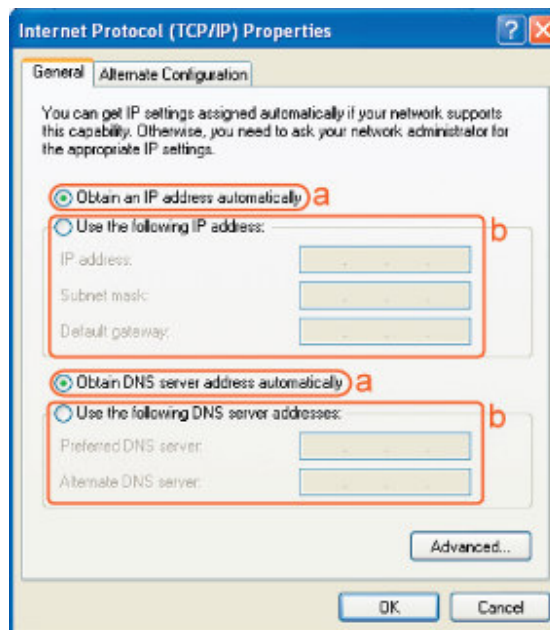 Internet Protocol (TCP/IP) Properties
General
Alternate Configuration
You can get IP settings assigned automatically if your network supports
this capability. Otherwise, you need to ask your network administrator for
the appropriate IP settings.
Obtain an IP address automatically a
Use the following IP address: b
IP address:
Subnet mask:
Default gateway:
Obtain DNS server address automatically a
Use the following DNS server addresses: b
Preferred DNS server:
Alternate DNS server:
Advanced...
OK
Cancel